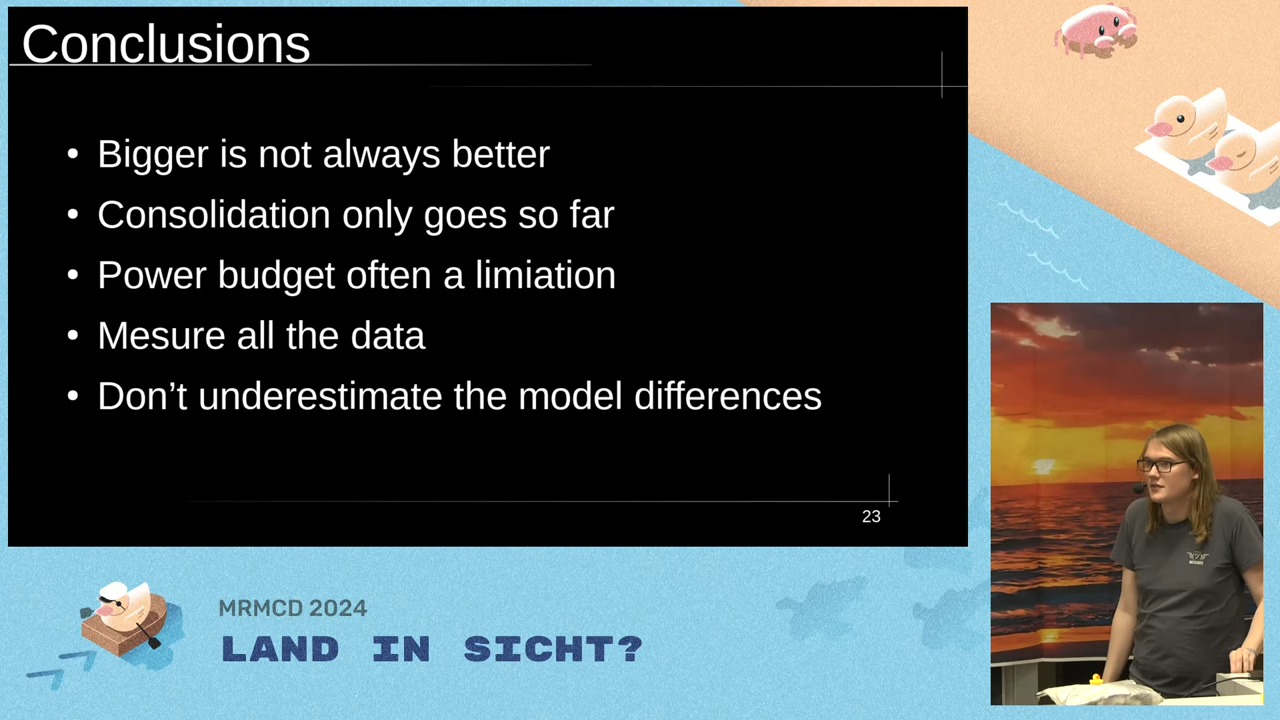 Conclusions
• Bigger is not always better
• Consolidation only goes so far
• Power budget often a limiation
• Mesure all the data
• Don’t underestimate the model differences
23
MRMCD 2024
LAND IN SICHT?